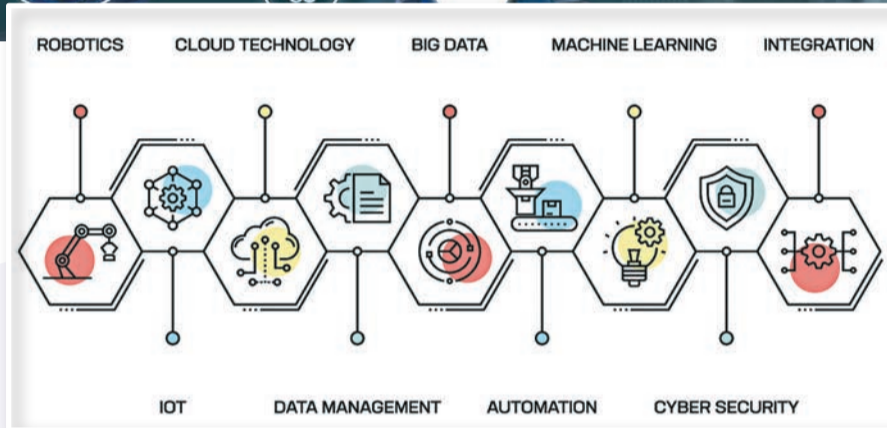 ROBOTICS CLOUD TECHNOLOGY BIG DATA MACHINE LEARNING INTEGRATION
IOT DATA MANAGEMENT AUTOMATION CYBER SECURITY